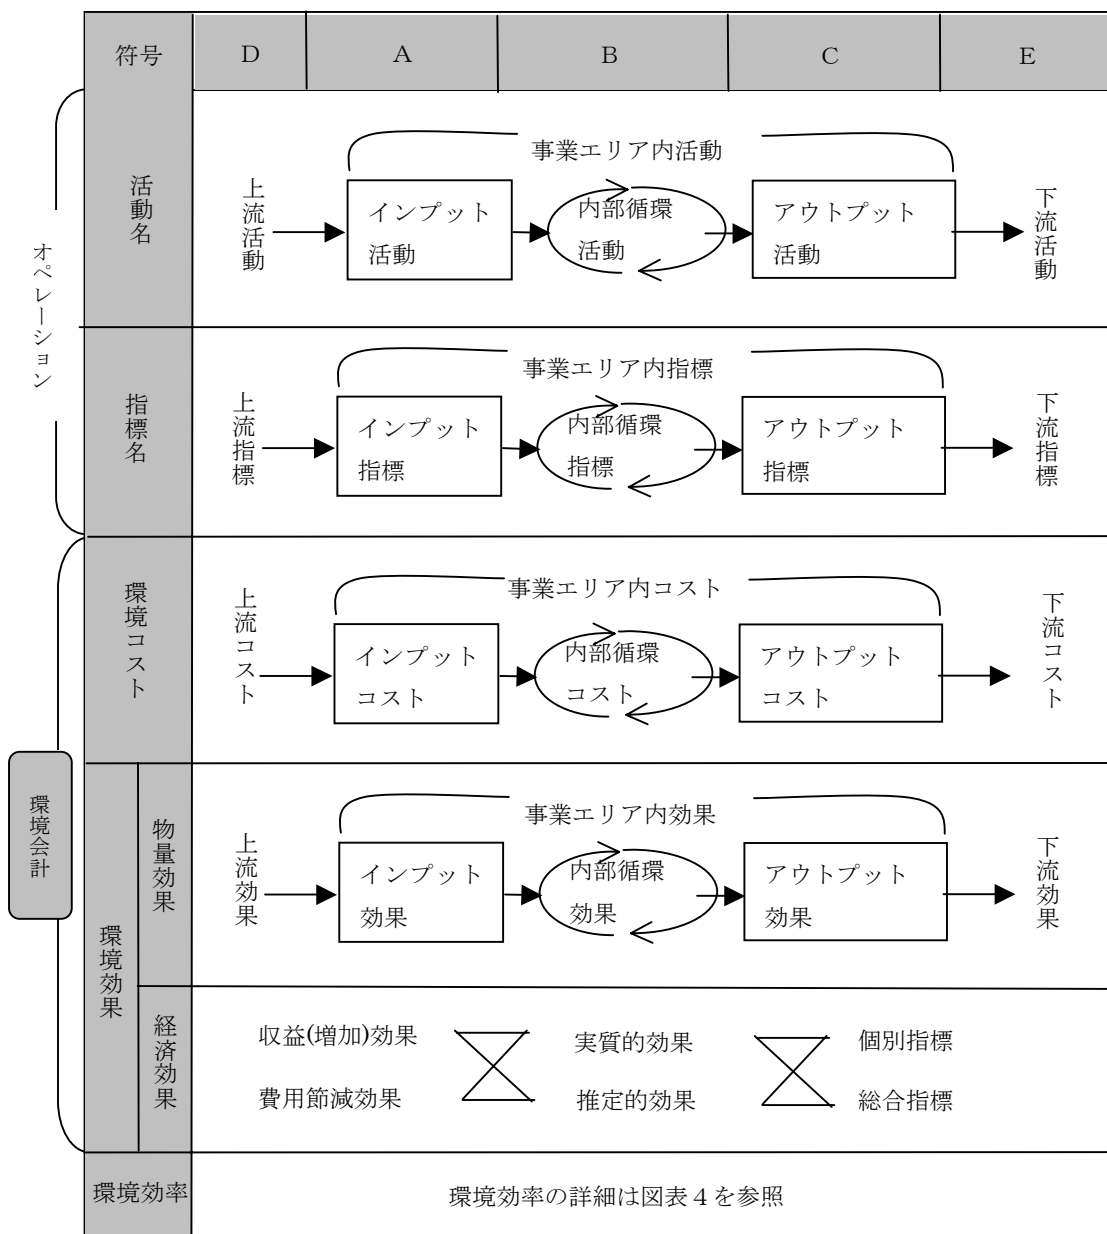 符号
D
A
B
C
E
オペレーション
活動名
事業エリア内活動
上流活動
インプット
活動
内部循環
活動
アウトプット
活動
下流活動
指標名
事業エリア内指標
上流指標
インプット
指標
内部循環
指標
アウトプット
指標
下流指標
環境会計
環境コスト
事業エリア内コスト
上流コスト
インプット
コスト
内部循環
コスト
アウトプット
コスト
下流コスト
環境効果
物量効果
事業エリア内効果
上流効果
インプット
効果
内部循環
効果
アウトプット
効果
下流効果
経済効果
収益(増加)効果
実質的効果
個別指標
費用節減効果
推定的効果
総合指標
環境効率
環境効率の詳細は図表4を参照